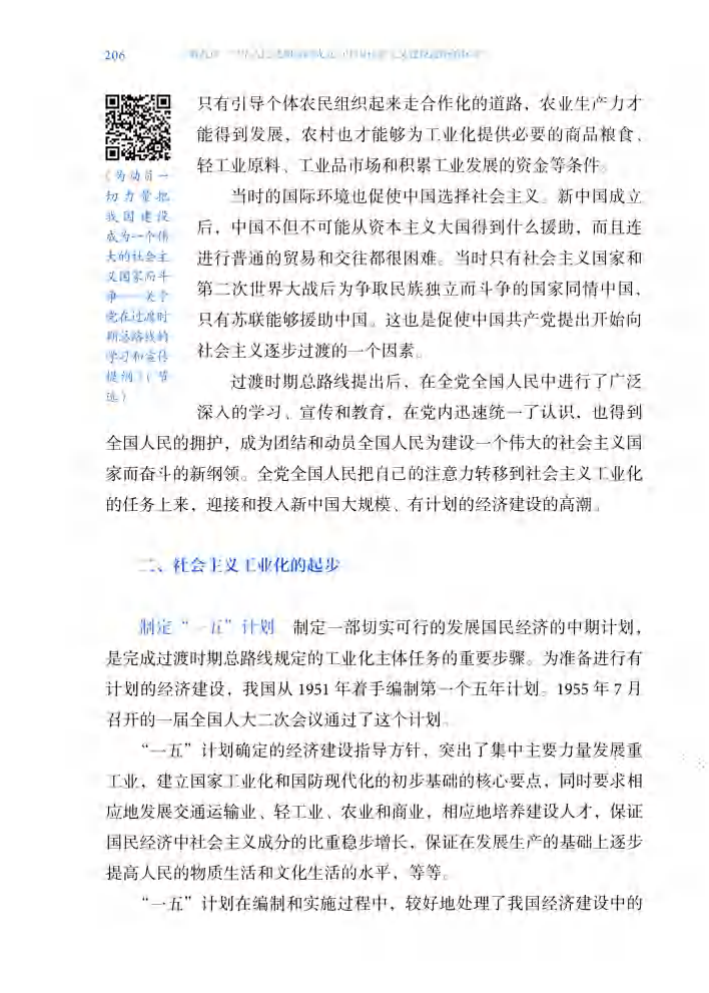 206
只有引导个体农民组织起来走合作化的道路，农业生产力才
能得到发展，农村也才能够为工业化提供必要的商品粮食、
轻工业原料、工业品市场和积累工业发展的资金等条件。
《为动员一
切力量把
我国建设
成为一个伟
大的社会主
义国家而斗
争——关于
党在过渡时
期总路线的
学习和宣传
提纲》（节
选）
当时的国际环境也促使中国选择社会主义。新中国成立
后，中国不但不可能从资本主义大国得到什么援助，而且连
进行普通的贸易和交往都很困难。当时只有社会主义国家和
第二次世界大战后为争取民族独立而斗争的国家同情中国，
只有苏联能够援助中国。这也是促使中国共产党提出开始向
社会主义逐步过渡的一个因素。
过渡时期总路线提出后，在全党全国人民中进行了广泛
深入的学习、宣传和教育，在党内迅速统一了认识，也得到
全国人民的拥护，成为团结和动员全国人民为建设一个伟大的社会主义国
家而奋斗的新纲领。全党全国人民把自己的注意力转移到社会主义工业化
的任务上来，迎接和投入新中国大规模、有计划的经济建设的高潮。
二、社会主义工业化的起步
制定“一五”计划 制定一部切实可行的发展国民经济的中期计划，
是完成过渡时期总路线规定的工业化主体任务的重要步骤。为准备进行有
计划的经济建设，我国从1951年着手编制第一个五年计划。1955年7月
召开的一届全国人大二次会议通过了这个计划。
“一五”计划确定的经济建设指导方针，突出了集中主要力量发展重
工业，建立国家工业化和国防现代化的初步基础的核心要点，同时要求相
应地发展交通运输业、轻工业、农业和商业，相应地培养建设人才，保证
国民经济中社会主义成分的比重稳步增长，保证在发展生产的基础上逐步
提高人民的物质生活和文化生活的水平，等等。
“一五”计划在编制和实施过程中，较好地处理了我国经济建设中的